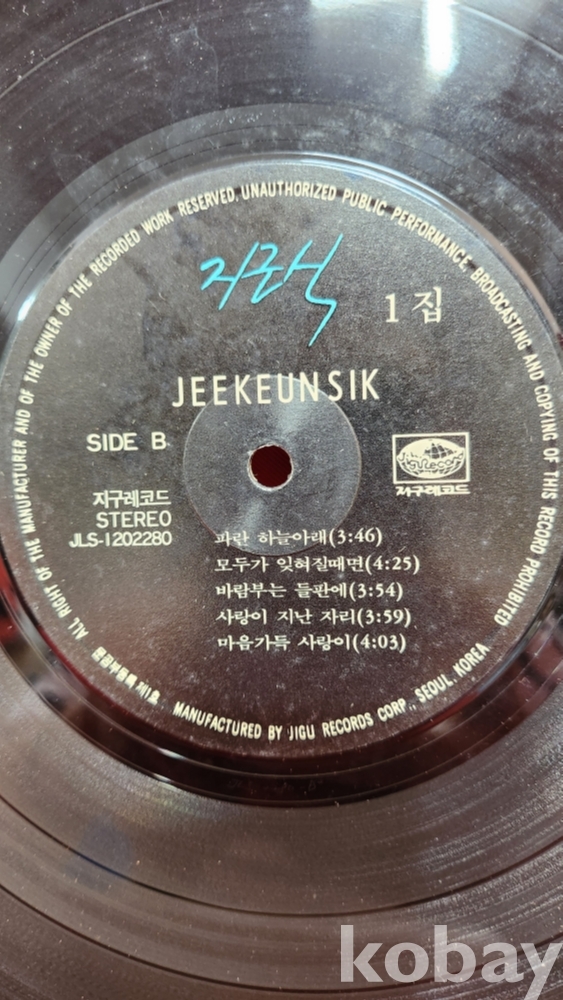 ALL RIGHT OF THE MANUFACTURER AND OF THE OWNER OF THE RECORDED WORK RESERVED. UNAUTHORIZED PUBLIC PERFORMANCE, BROADCASTING AND COPYING OF THIS RECORD PROHIBITED
지근식
1집
JEEKEUNSIK
SIDE B
지구레코드
STEREO
JLS-1202280
지구레코드
파란 하늘아래(3:46)
모두가 잊혀질때면(4:25)
바람부는 들판에(3:54)
사랑이 지난 자리(3:59)
마음가득 사랑이(4:03)
MANUFACTURED BY JIGU RECORDS CORP., SEOUL, KOREA
kobay